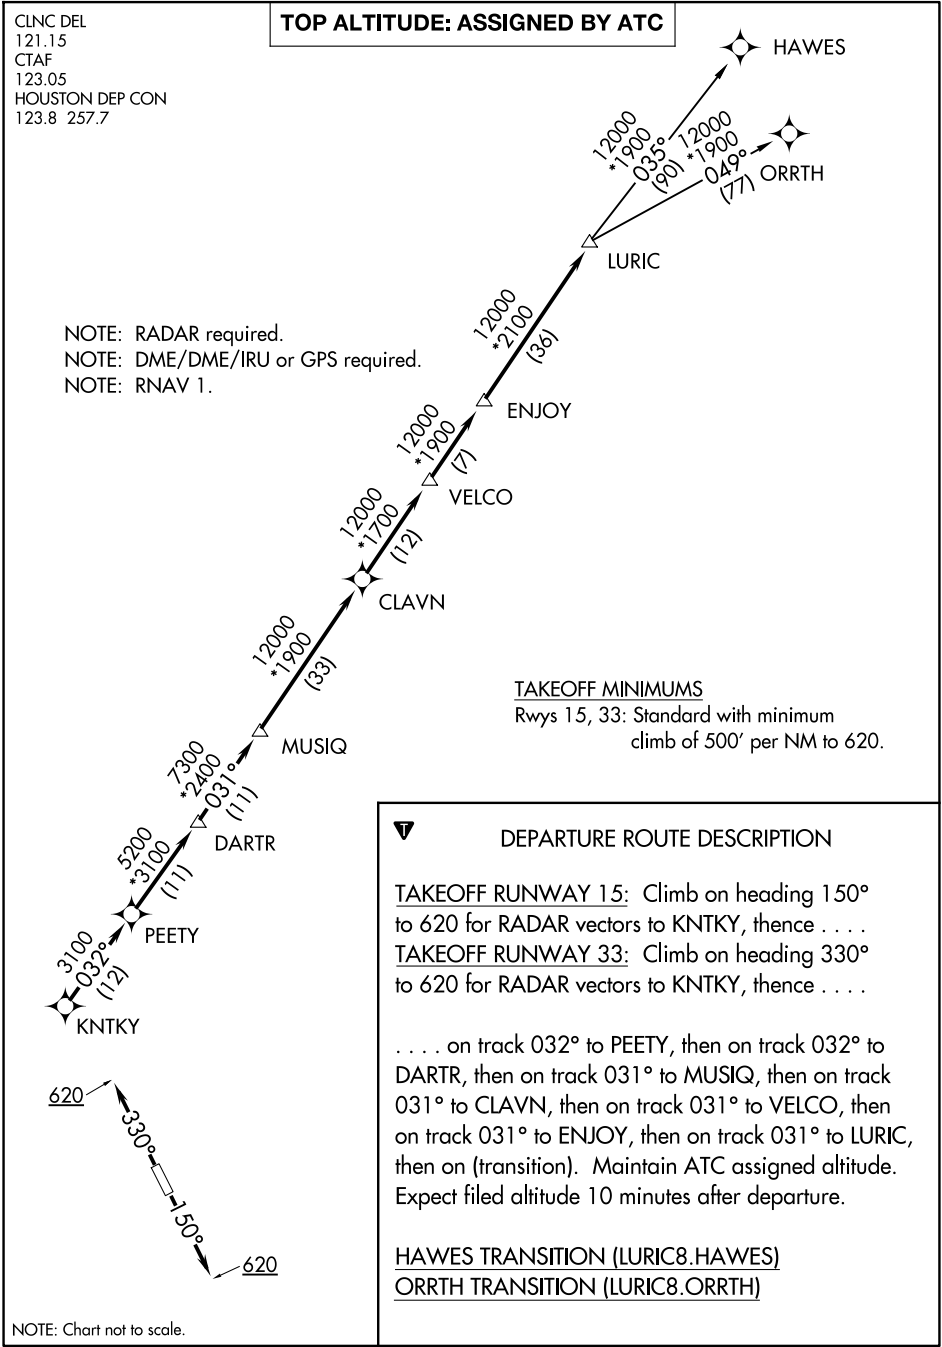 CLNC DEL
121.15
CTAF
123.05
HOUSTON DEP CON
123.8 257.7
TOP ALTITUDE: ASSIGNED BY ATC
HAWES
12000
*1900
035°
(90)
12000
*1900
049°
(77)
ORRTH
LURIC
12000
*2100
(36)
NOTE: RADAR required.
NOTE: DME/DME/IRU or GPS required.
NOTE: RNAV 1.
ENJOY
12000
*1900
(7)
VELCO
12000
*1700
(12)
CLAVN
12000
*1900
(33)
TAKEOFF MINIMUMS
Rwys 15, 33: Standard with minimum
climb of 500' per NM to 620.
MUSIQ
7300
*2400
031°
(11)
DARTR
5200
*3100
(11)
PEETY
3100
032°
(12)
KNTKY
620
330°
150°
620
NOTE: Chart not to scale.
T
DEPARTURE ROUTE DESCRIPTION
TAKEOFF RUNWAY 15: Climb on heading 150°
to 620 for RADAR vectors to KNTKY, thence . . . .
TAKEOFF RUNWAY 33: Climb on heading 330°
to 620 for RADAR vectors to KNTKY, thence . . . .
. . . . on track 032° to PEETY, then on track 032° to
DARTR, then on track 031° to MUSIQ, then on track
031° to CLAVN, then on track 031° to VELCO, then
on track 031° to ENJOY, then on track 031° to LURIC,
then on (transition). Maintain ATC assigned altitude.
Expect filed altitude 10 minutes after departure.
HAWES TRANSITION (LURIC8.HAWES)
ORRTH TRANSITION (LURIC8.ORRTH)